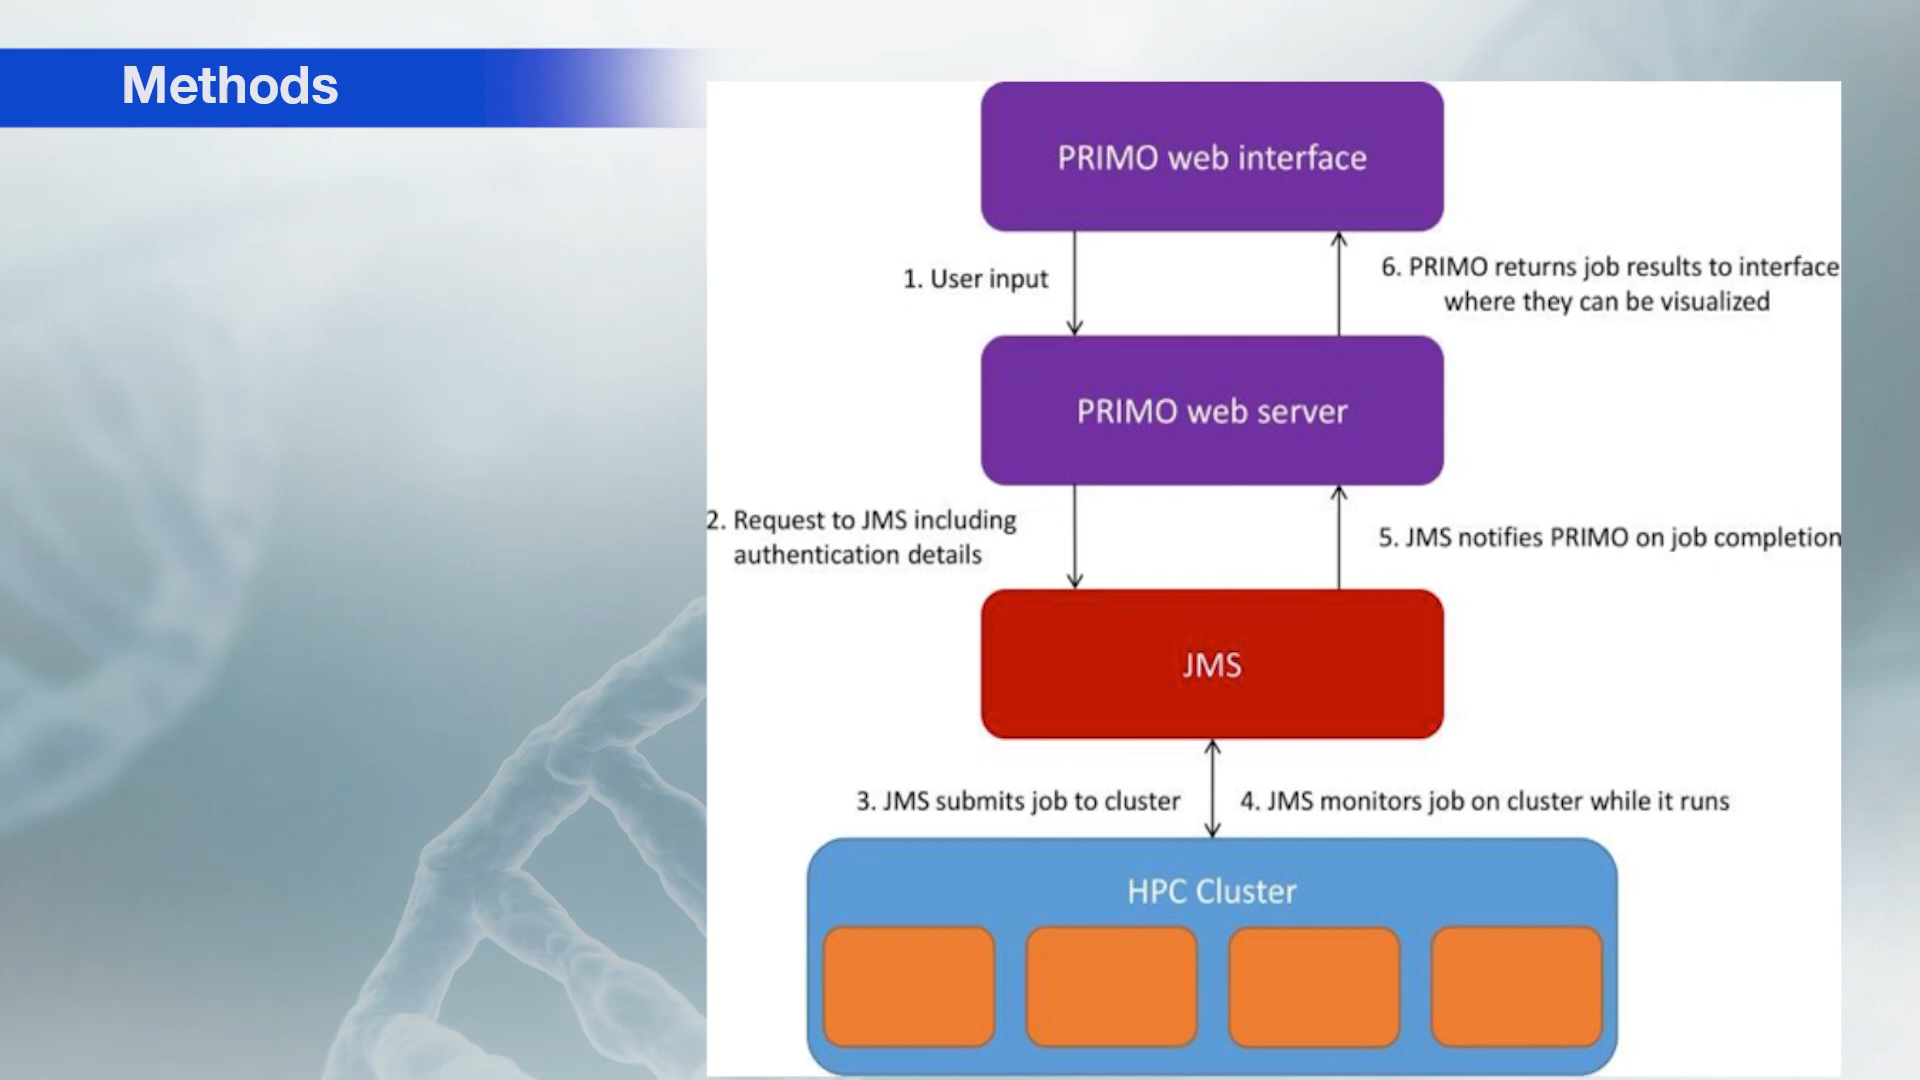 Methods
PRIMO web interface
1. User input
6. PRIMO returns job results to interface
where they can be visualized
PRIMO web server
2. Request to JMS including
authentication details
5. JMS notifies PRIMO on job completion
JMS
3. JMS submits job to cluster
4. JMS monitors job on cluster while it runs
HPC Cluster